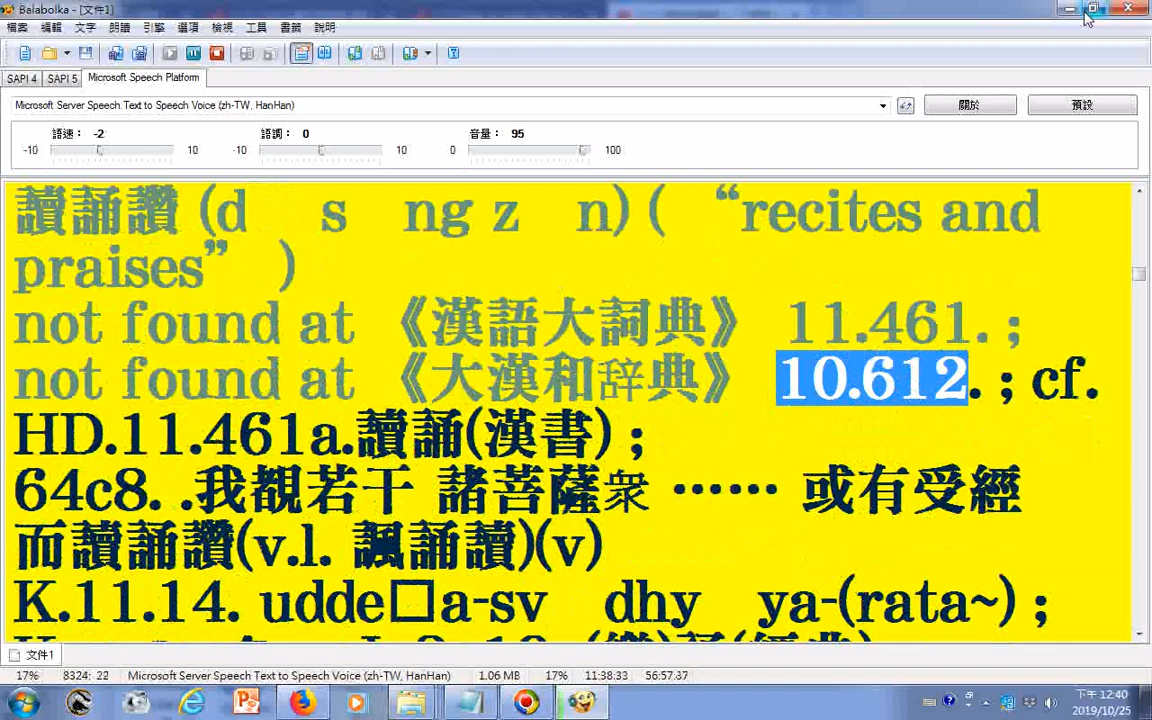 Balabolka - [文件1]
檔案 編輯 文字 朗讀 引擎 選項 檢視 工具 書籤 說明
SAPI 4 SAPI 5 Microsoft Speech Platform
Microsoft Server Speech Text to Speech Voice (zh-TW, HanHan) 關於 預設
語速： -2 語調： 0 音量： 95
-10 10 -10 10 0 100
讀誦讚 (d s ng z n) ( “recites and
praises” )
not found at 《漢語大詞典》 11.461. ;
not found at 《大漢和辞典》 10.612. ; cf.
HD.11.461a.讀誦(漢書) ;
64c8. .我覩若干 諸菩薩衆 …… 或有受經
而讀誦讚(v.l. 諷誦讀)(v)
K.11.14. udde□a-sv dhy ya-(rata~) ;
文件1
17% 8324: 22 Microsoft Server Speech Text to Speech Voice (zh-TW, HanHan) 1.06 MB 17% 11:38:33 56:57:37
下午 12:40
2019/10/25